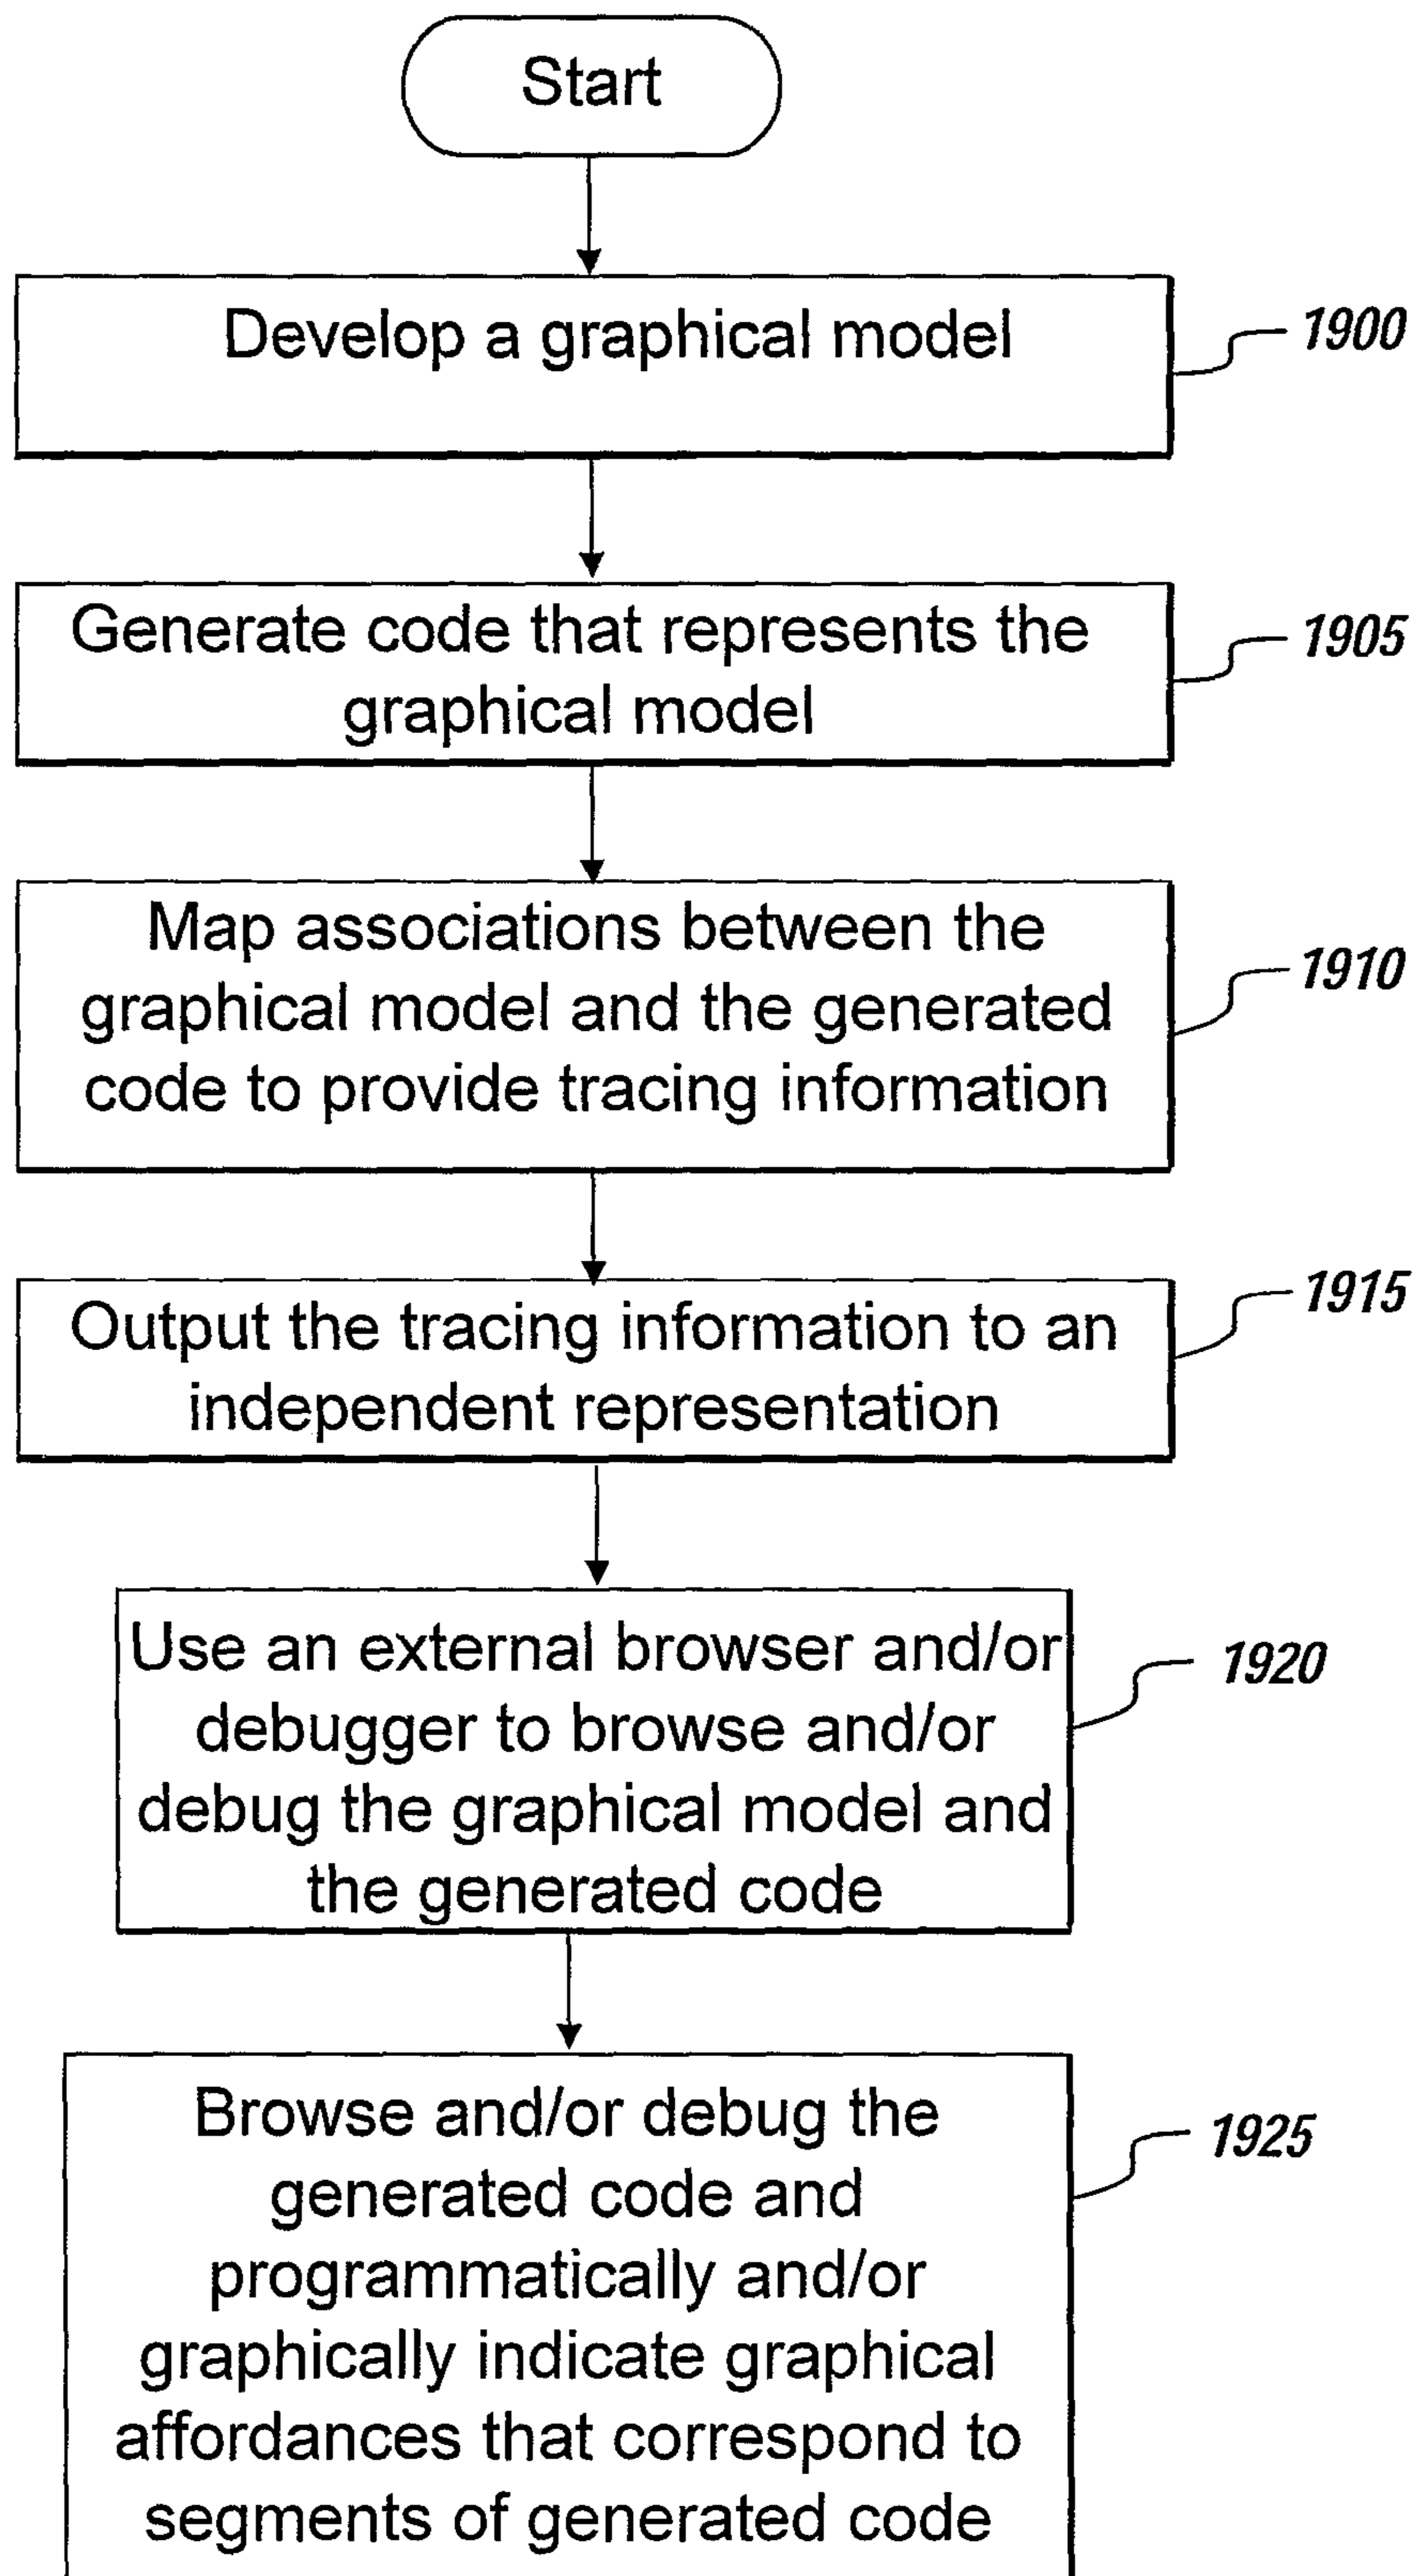 Start
Develop a graphical model
1900
Generate code that represents the
graphical model
1905
Map associations between the
graphical model and the generated
code to provide tracing information
1910
Output the tracing information to an
independent representation
1915
Use an external browser and/or
debugger to browse and/or
debug the graphical model and
the generated code
1920
Browse and/or debug the
generated code and
programmatically and/or
graphically indicate graphical
affordances that correspond to
segments of generated code
1925